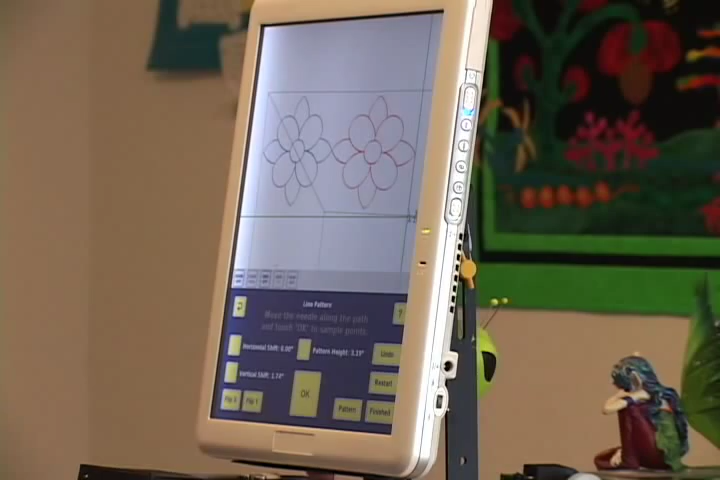 Line Pattern
Move the needle along the path
and touch "OK" to sample points.
?
Horizontal Shift: 0.00"
Pattern Height: 3.19"
Undo
Vertical Shift: 1.74"
OK
Restart
Flip X
Flip Y
Pattern
Finished